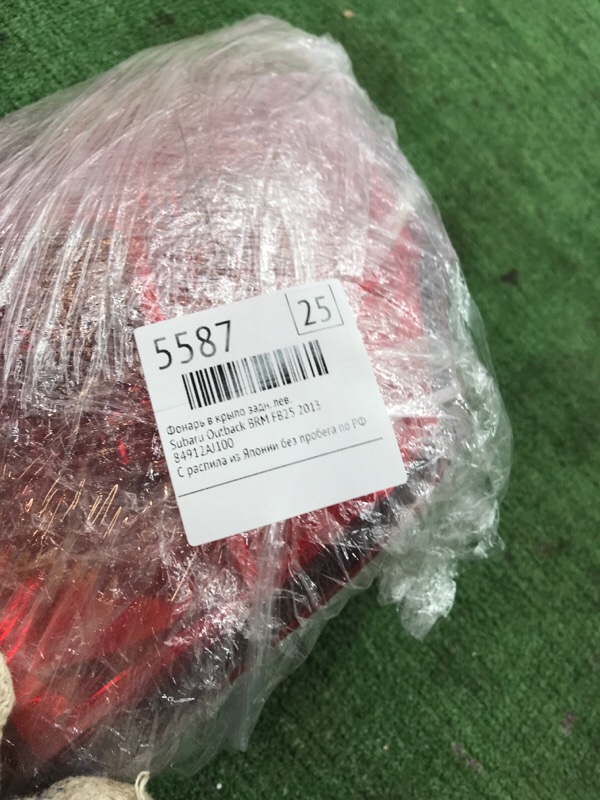 5587
25
Фонарь в крыло задн.лев.
Subaru Outback BRM FB25 2013
84912AJ100
С распила из Японии без пробега по РФ